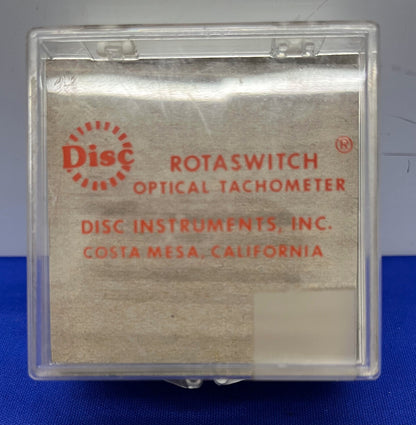 Disc
ROTASWITCH ®
OPTICAL TACHOMETER
DISC INSTRUMENTS, INC.
COSTA MESA, CALIFORNIA